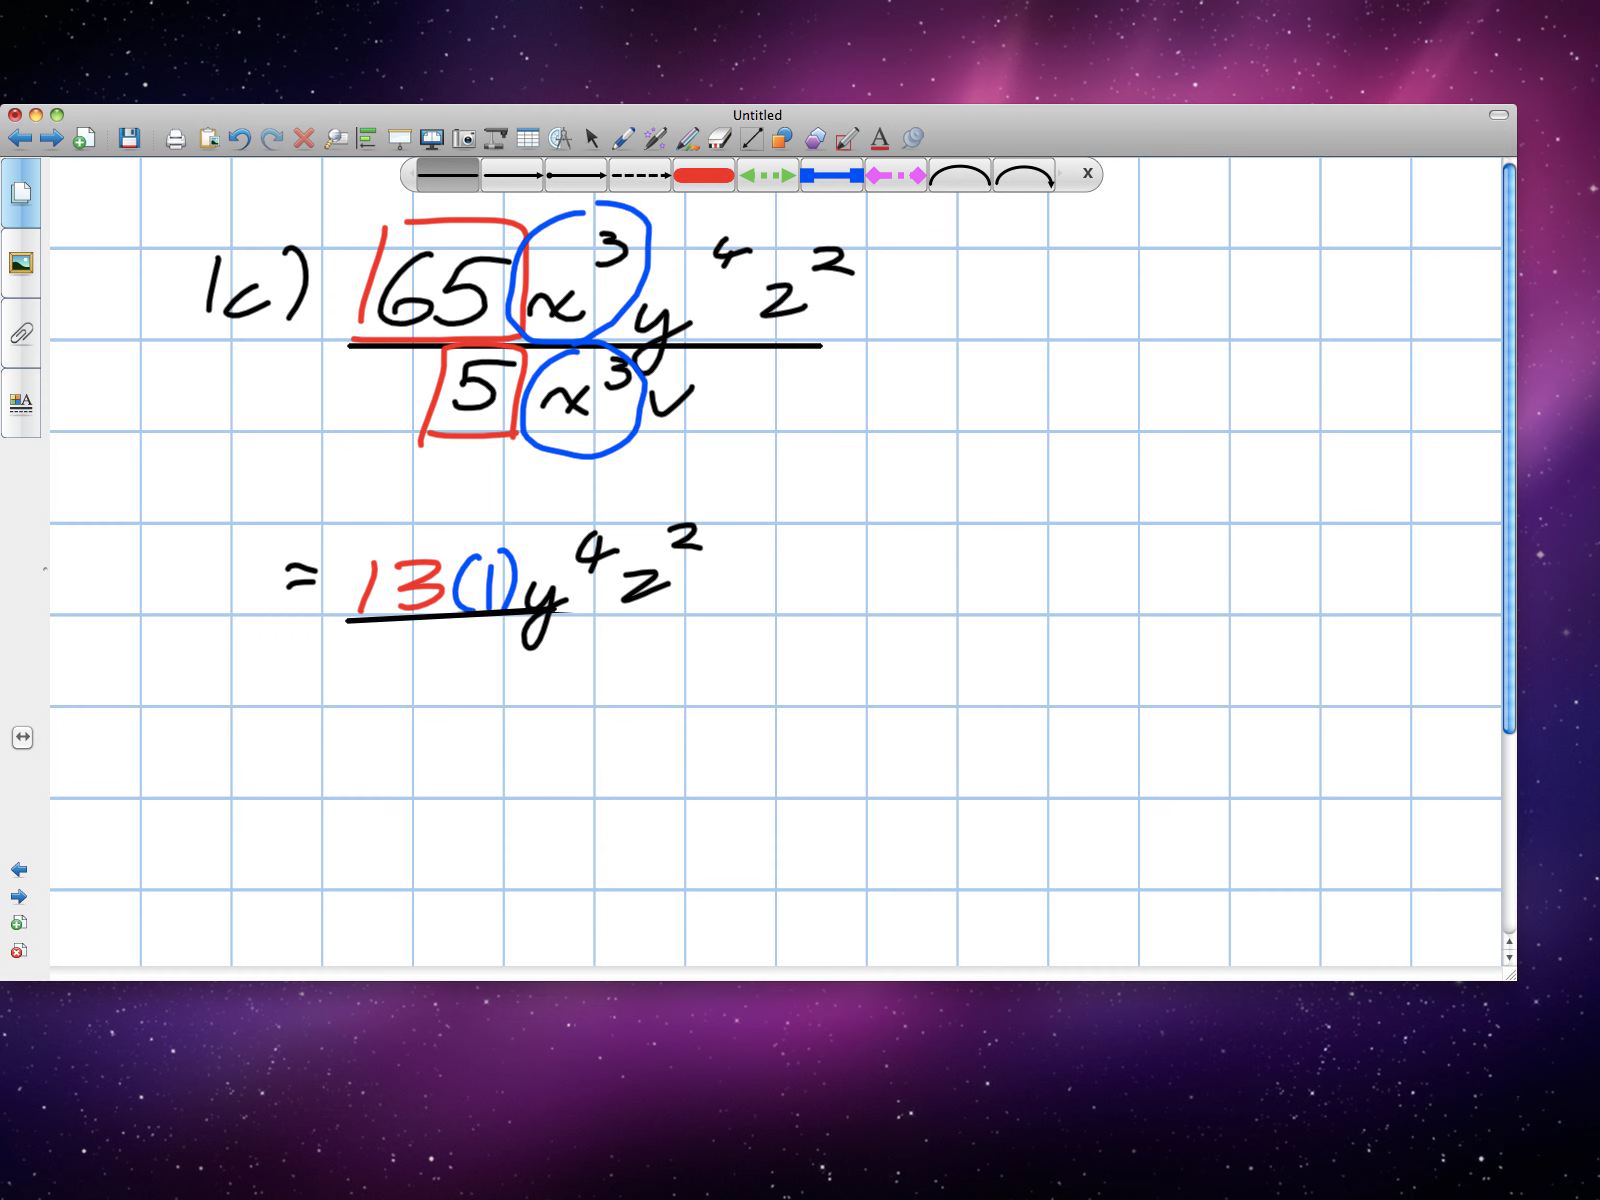 Untitled
x
1c) 65x³y⁴z²
5x³v
= 13(1)y⁴z²